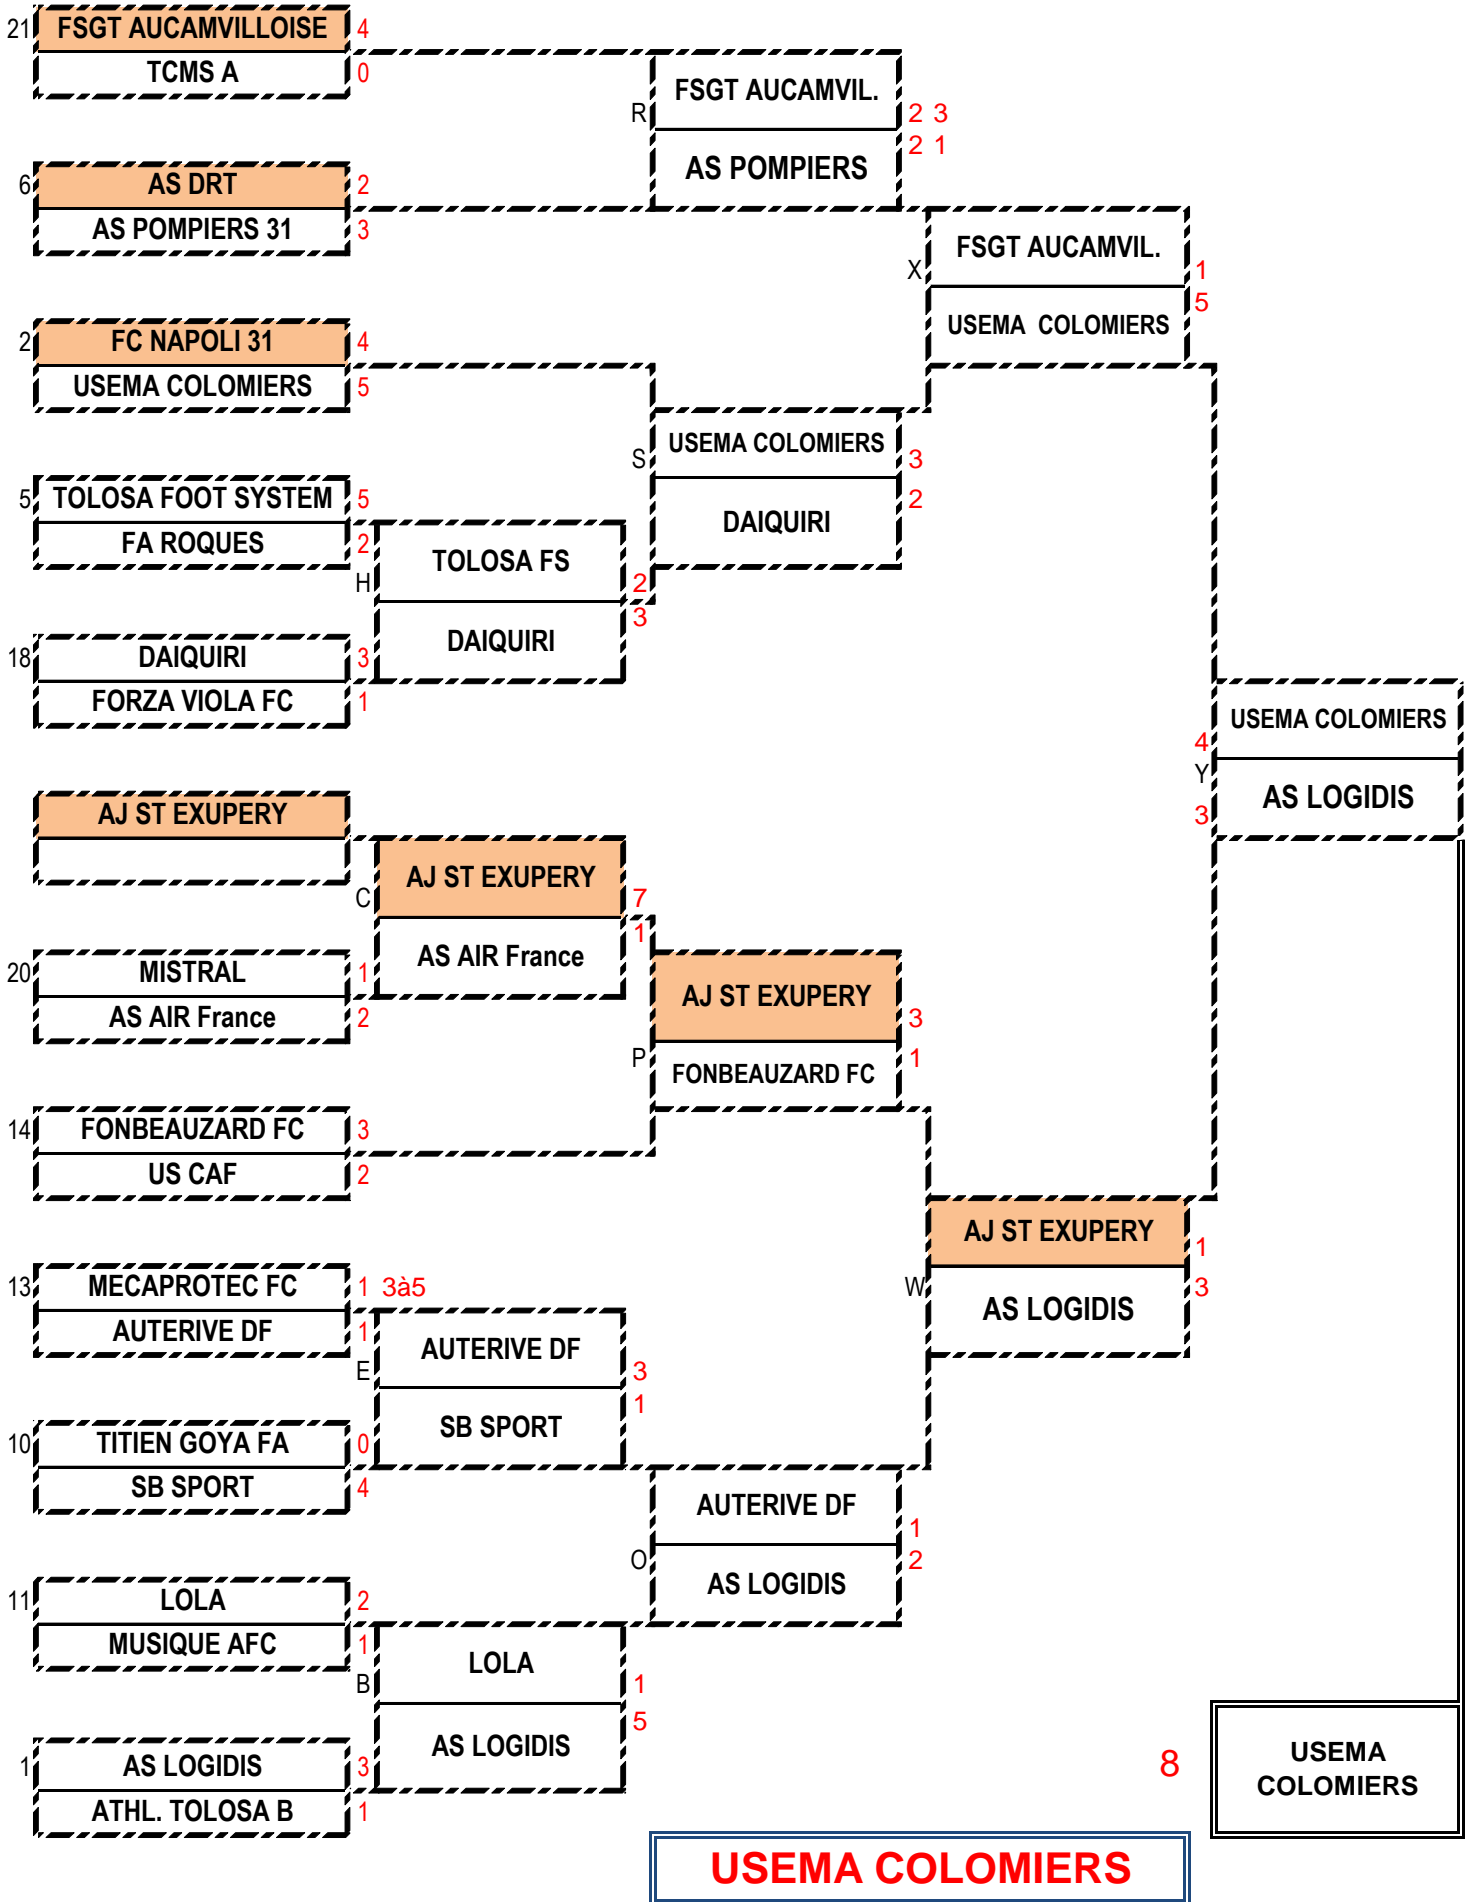 21 FSGT AUCAMVILLOISE 4
TCMS A 0
R FSGT AUCAMVIL. 2 3
AS POMPIERS 2 1
6 AS DRT 2
AS POMPIERS 31 3
X FSGT AUCAMVIL. 1
USEMA COLOMIERS 5
2 FC NAPOLI 31 4
USEMA COLOMIERS 5
S USEMA COLOMIERS 3
DAIQUIRI 2
5 TOLOSA FOOT SYSTEM 5
FA ROQUES 2
H TOLOSA FS 2
DAIQUIRI 3
18 DAIQUIRI 3
FORZA VIOLA FC 1
USEMA COLOMIERS 4
Y
AS LOGIDIS 3
AJ ST EXUPERY
C AJ ST EXUPERY 7
AS AIR France 1
20 MISTRAL 1
AS AIR France 2
AJ ST EXUPERY 3
P FONBEAUZARD FC 1
14 FONBEAUZARD FC 3
US CAF 2
AJ ST EXUPERY 1
W AS LOGIDIS 3
13 MECAPROTEC FC 1 3à5
AUTERIVE DF 1
E AUTERIVE DF 3
SB SPORT 1
10 TITIEN GOYA FA 0
SB SPORT 4
AUTERIVE DF 1
O AS LOGIDIS 2
11 LOLA 2
MUSIQUE AFC 1
B LOLA 1
AS LOGIDIS 5
1 AS LOGIDIS 3
ATHL. TOLOSA B 1
8 USEMA
COLOMIERS
USEMA COLOMIERS